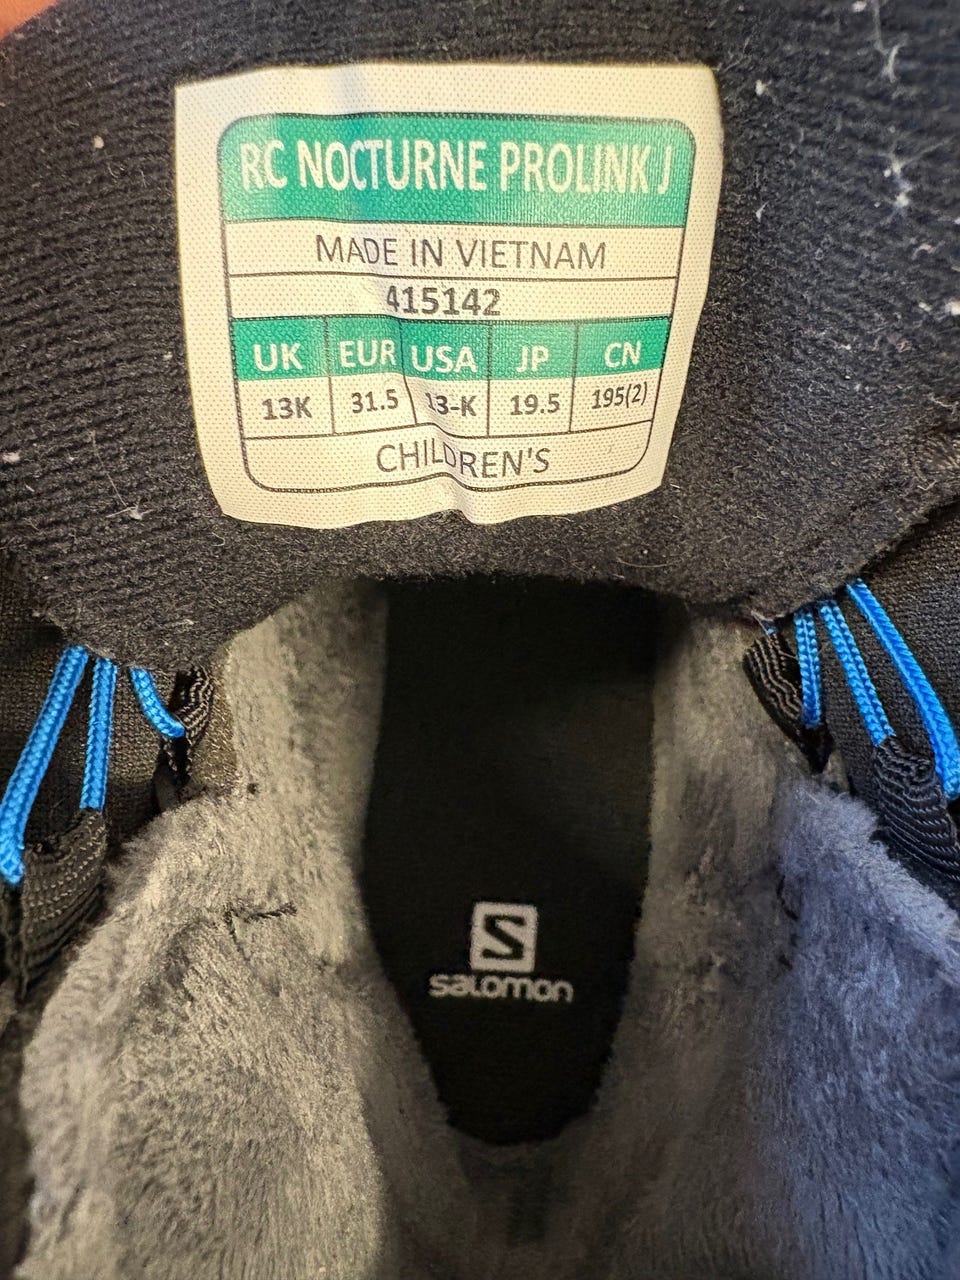 RC NOCTURNE PROLINK J
MADE IN VIETNAM
415142
UK EUR USA JP CN
13K 31.5 13-K 19.5 195(2)
CHILDREN'S
S
salomon